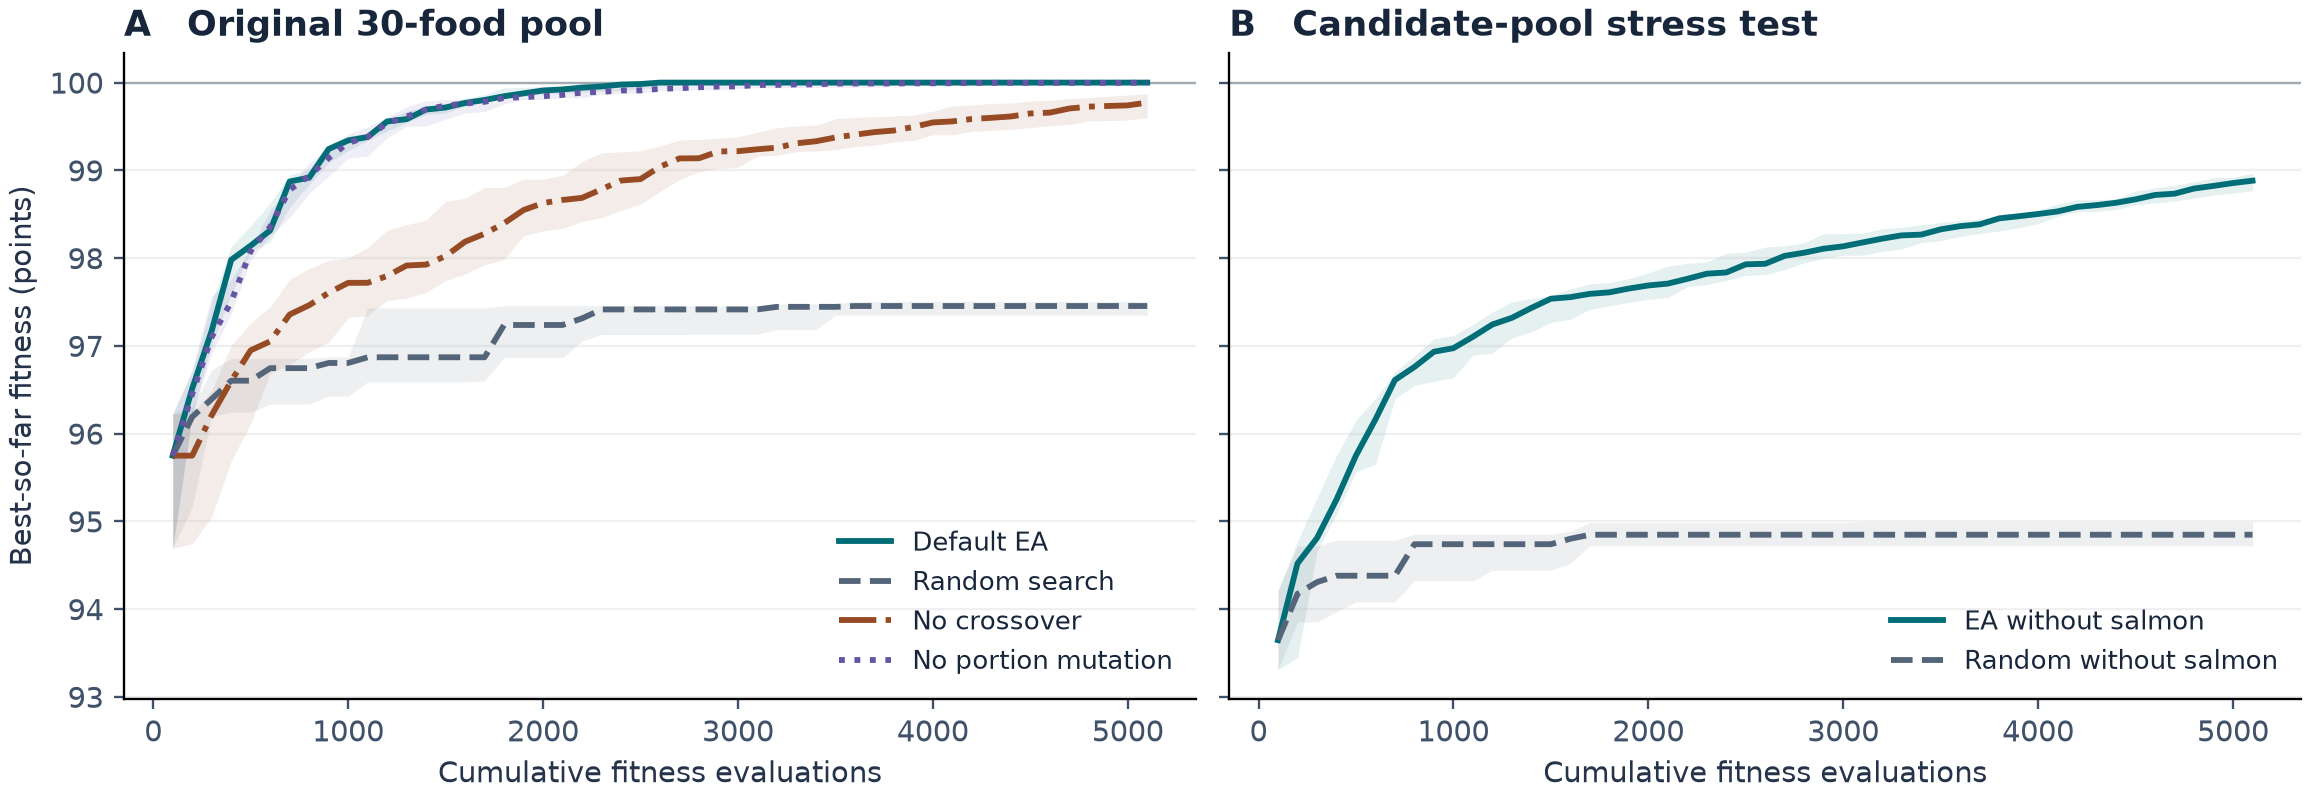 A Original 30-food pool
Best-so-far fitness (points)
100
99
98
97
96
95
94
93
0 1000 2000 3000 4000 5000
Cumulative fitness evaluations
Default EA
Random search
No crossover
No portion mutation
B Candidate-pool stress test
EA without salmon
Random without salmon
0 1000 2000 3000 4000 5000
Cumulative fitness evaluations